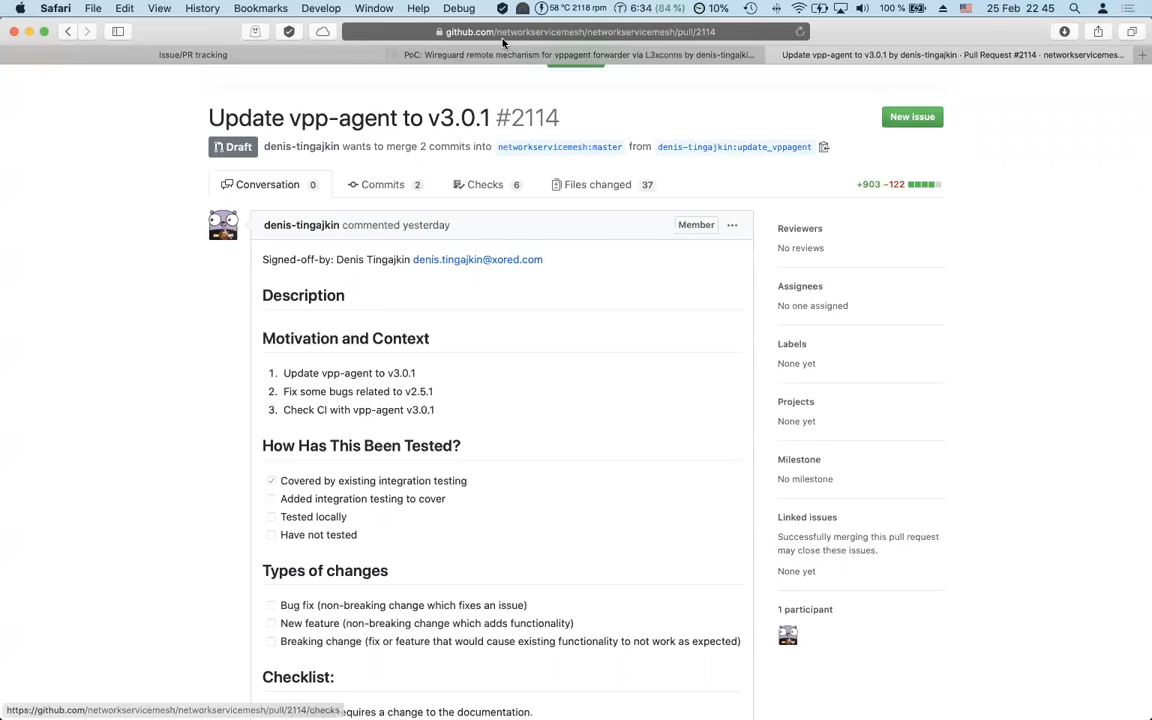 Safari File Edit View History Bookmarks Develop Window Help Debug 58 °C 2118 rpm 6:34 (84 %) 10% 100 % 25 Feb 22 45
github.com/networkservicemesh/networkservicemesh/pull/2114
Issue/PR tracking
PoC: Wireguard remote mechanism for vppagent forwarder via L3xconns by denis-tingajki...
Update vpp-agent to v3.0.1 by denis-tingajkin · Pull Request #2114 · networkservicemes...
Update vpp-agent to v3.0.1 #2114
New issue
Draft denis-tingajkin wants to merge 2 commits into networkservicemesh:master from denis-tingajkin:update_vppagent
Conversation 0 Commits 2 Checks 6 Files changed 37 +903 −122
denis-tingajkin commented yesterday Member ...
Signed-off-by: Denis Tingajkin denis.tingajkin@xored.com
Description
Motivation and Context
1. Update vpp-agent to v3.0.1
2. Fix some bugs related to v2.5.1
3. Check CI with vpp-agent v3.0.1
How Has This Been Tested?
Covered by existing integration testing
Added integration testing to cover
Tested locally
Have not tested
Types of changes
Bug fix (non-breaking change which fixes an issue)
New feature (non-breaking change which adds functionality)
Breaking change (fix or feature that would cause existing functionality to not work as expected)
Checklist:
equires a change to the documentation.
Reviewers
No reviews
Assignees
No one assigned
Labels
None yet
Projects
None yet
Milestone
No milestone
Linked issues
Successfully merging this pull request
may close these issues.
None yet
1 participant
https://github.com/networkservicemesh/networkservicemesh/pull/2114/checks